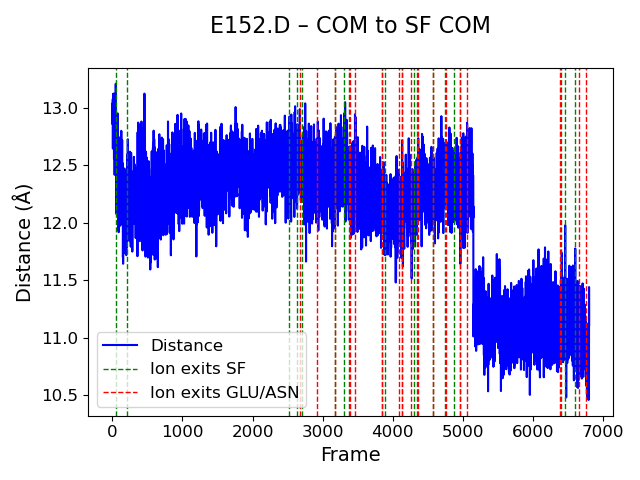 E152.D – COM to SF COM
Distance (Å)
13.0
12.5
12.0
11.5
11.0
10.5
Distance
Ion exits SF
Ion exits GLU/ASN
0 1000 2000 3000 4000 5000 6000 7000
Frame